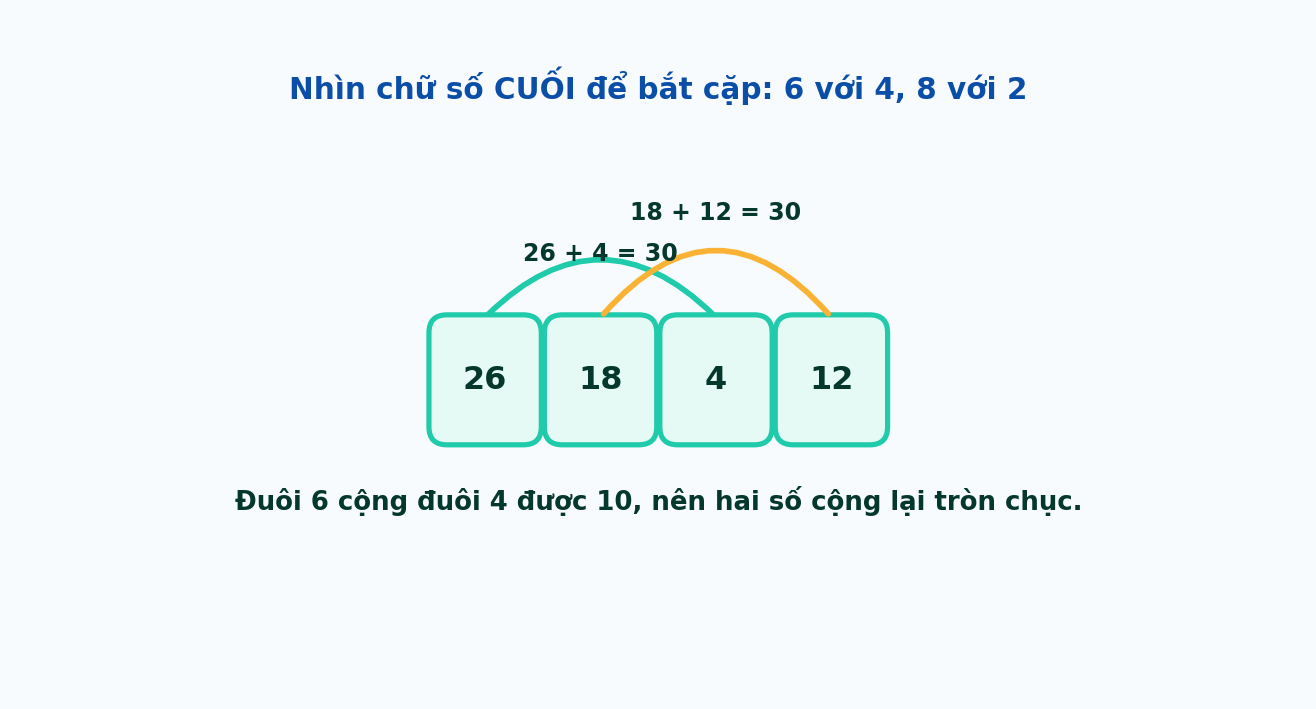 Nhìn chữ số CUỐI để bắt cặp: 6 với 4, 8 với 2
18 + 12 = 30
26 + 4 = 30
26 18 4 12
Đuôi 6 cộng đuôi 4 được 10, nên hai số cộng lại tròn chục.